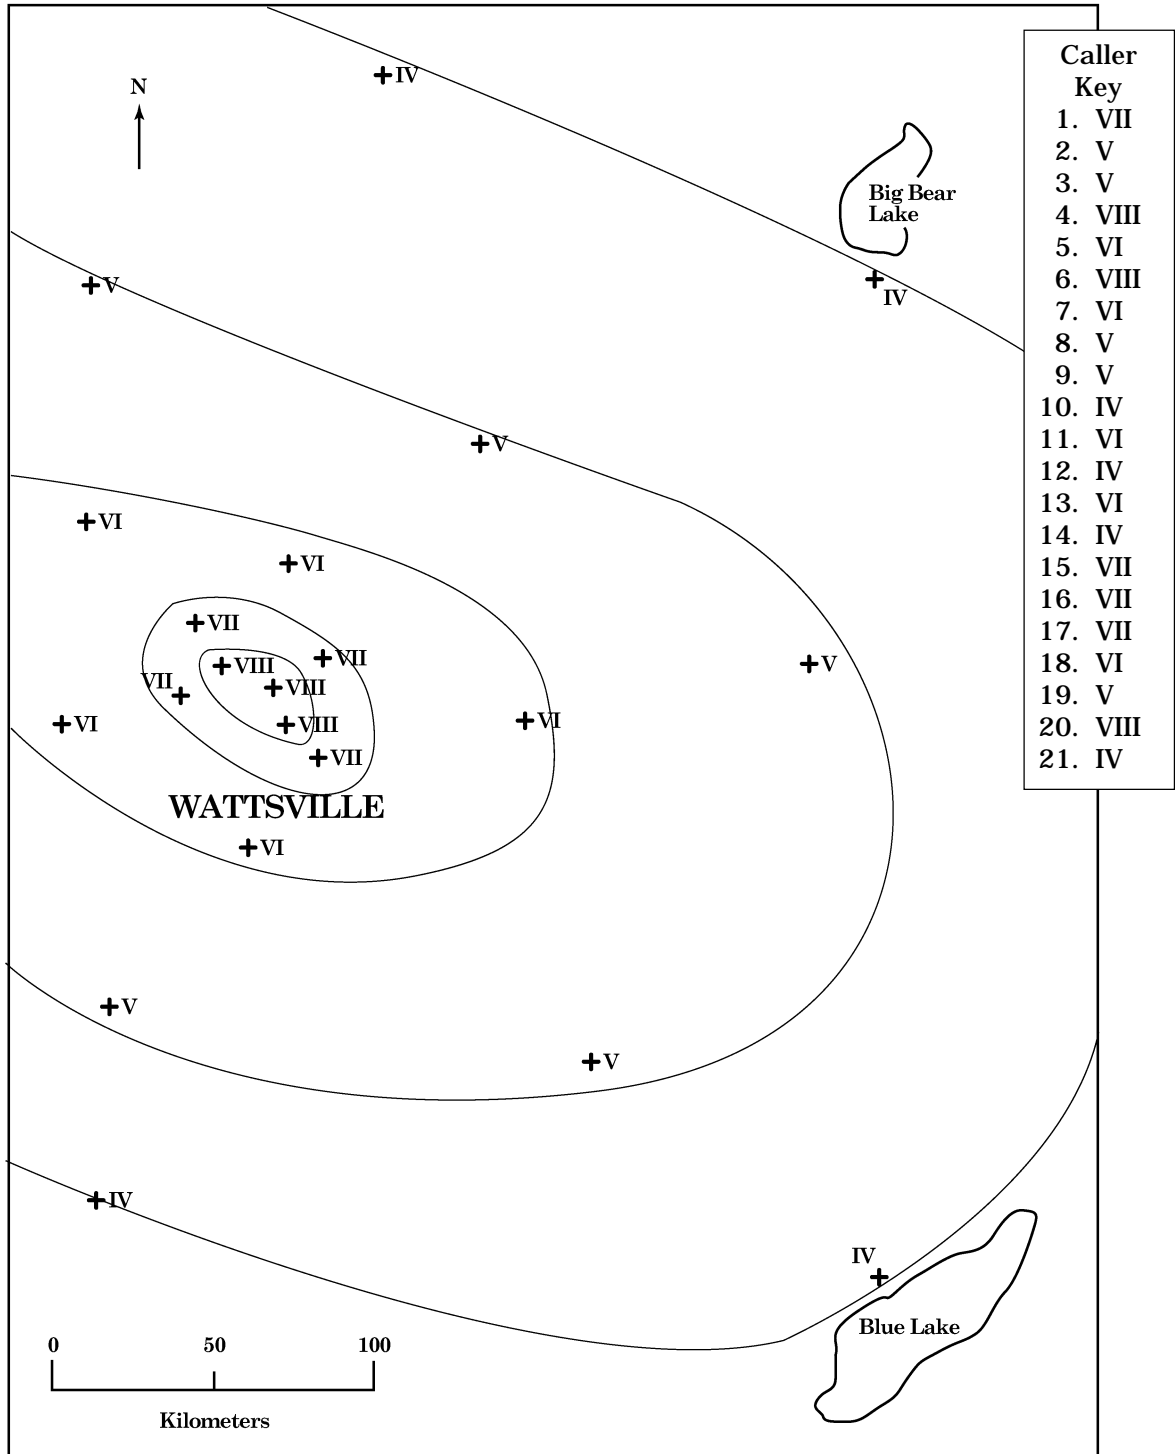 Caller
Key
1. VII
2. V
3. V
4. VIII
5. VI
6. VIII
7. VI
8. V
9. V
10. IV
11. VI
12. IV
13. VI
14. IV
15. VII
16. VII
17. VII
18. VI
19. V
20. VIII
21. IV
IV
N
Big Bear
Lake
V
IV
V
VI
VI
VII
VII
VIII
V
VII
VIII
VI
VIII
VI
VII
WATTSVILLE
VI
V
V
IV
IV
Blue Lake
0 50 100
Kilometers